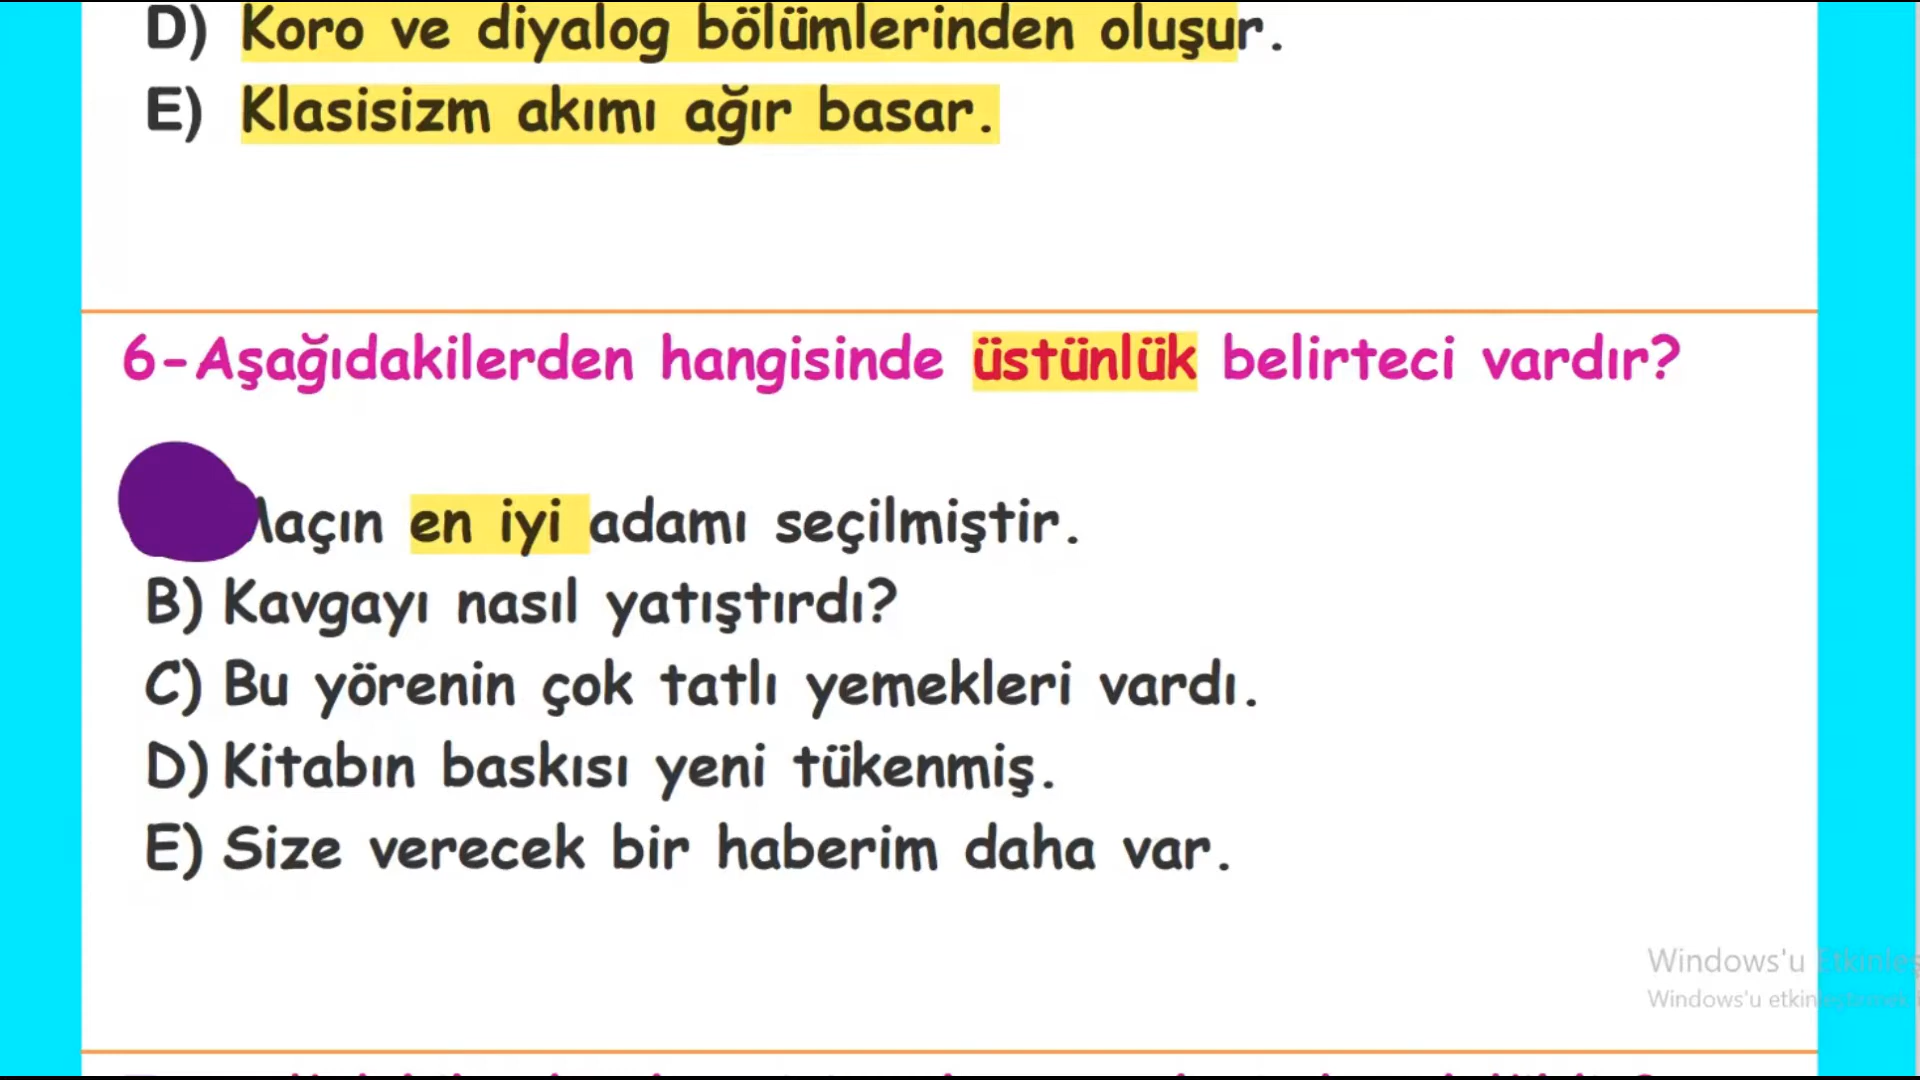 D) Koro ve diyalog bölümlerinden oluşur.
E) Klasisizm akımı ağır basar.
6-Aşağıdakilerden hangisinde üstünlük belirteci vardır?
en iyi adamı seçilmiştir.
B) Kavgayı nasıl yatıştırdı?
C) Bu yörenin çok tatlı yemekleri vardı.
D) Kitabın baskısı yeni tükenmiş.
E) Size verecek bir haberim daha var.
Windows'u
Windows'u